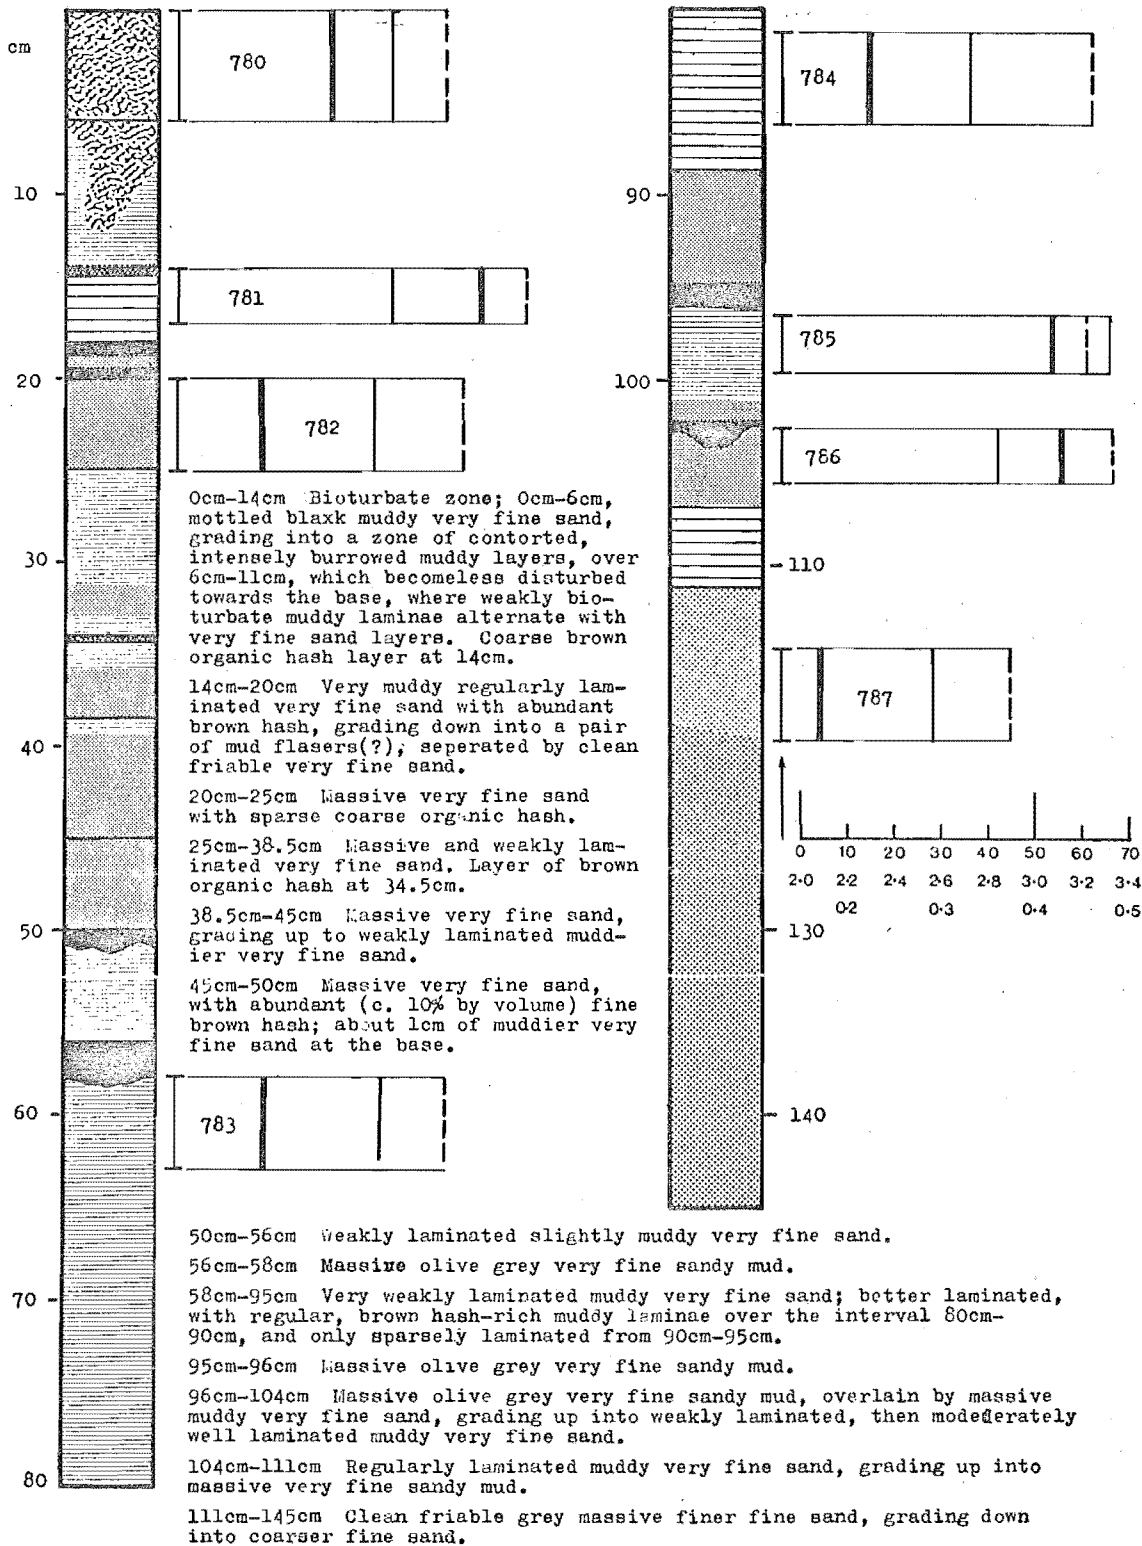 cm
780
10
781
20
782
0cm-14cm Bioturbate zone; 0cm-6cm,
mottled blaxk muddy very fine sand,
grading into a zone of contorted,
intensely burrowed muddy layers, over
6cm-11cm, which becomeless disturbed
towards the base, where weakly bio-
turbate muddy laminae alternate with
very fine sand layers. Coarse brown
organic hash layer at 14cm.
30
14cm-20cm Very muddy regularly lam-
inated very fine sand with abundant
brown hash, grading down into a pair
of mud flasers(?), seperated by clean
friable very fine sand.
40
20cm-25cm Massive very fine sand
with sparse coarse organic hash.
25cm-38.5cm Massive and weakly lam-
inated very fine sand. Layer of brown
organic hash at 34.5cm.
38.5cm-45cm Massive very fine sand,
grading up to weakly laminated mudd-
ier very fine sand.
50
45cm-50cm Massive very fine sand,
with abundant (c. 10% by volume) fine
brown hash; about 1cm of muddier very
fine sand at the base.
60
783
784
90
785
100
786
110
787
0 10 20 30 40 50 60 70
2·0 2·2 2·4 2·6 2·8 3·0 3·2 3·4
0·2 0·3 0·4 0·5
130
140
50cm-56cm Weakly laminated slightly muddy very fine sand.
56cm-58cm Massive olive grey very fine sandy mud.
70
58cm-95cm Very weakly laminated muddy very fine sand; better laminated,
with regular, brown hash-rich muddy laminae over the interval 80cm-
90cm, and only sparsely laminated from 90cm-95cm.
95cm-96cm Massive olive grey very fine sandy mud.
96cm-104cm Massive olive grey very fine sandy mud, overlain by massive
muddy very fine sand, grading up into weakly laminated, then modederately
well laminated muddy very fine sand.
80
104cm-111cm Regularly laminated muddy very fine sand, grading up into
massive very fine sandy mud.
111cm-145cm Clean friable grey massive finer fine sand, grading down
into coarser fine sand.